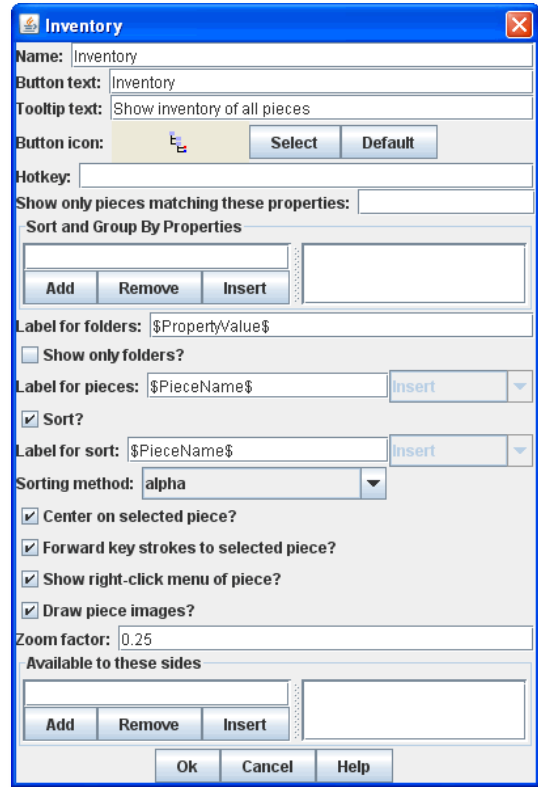 Inventory
Name: Inventory
Button text: Inventory
Tooltip text: Show inventory of all pieces
Button icon: Select Default
Hotkey:
Show only pieces matching these properties:
Sort and Group By Properties
Add Remove Insert
Label for folders: $PropertyValue$
Show only folders?
Label for pieces: $PieceName$ Insert
Sort?
Label for sort: $PieceName$ Insert
Sorting method: alpha
Center on selected piece?
Forward key strokes to selected piece?
Show right-click menu of piece?
Draw piece images?
Zoom factor: 0.25
Available to these sides
Add Remove Insert
Ok Cancel Help